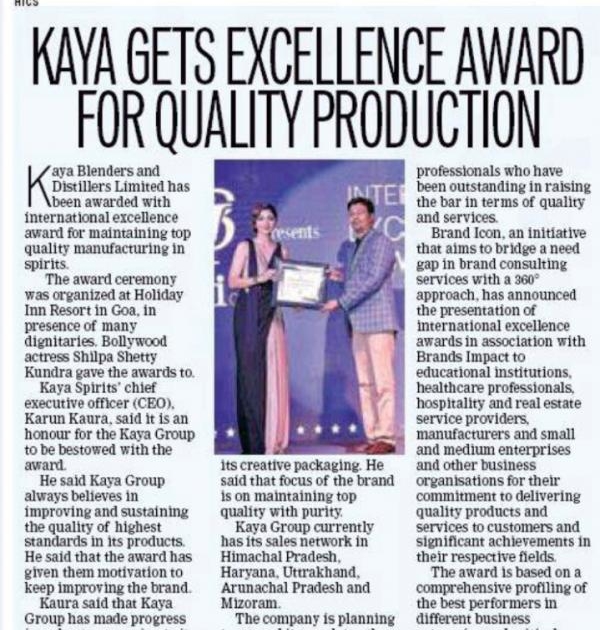 KAYA GETS EXCELLENCE AWARD
FOR QUALITY PRODUCTION
Kaya Blenders and
Distillers Limited has
been awarded with
international excellence
award for maintaining top
quality manufacturing in
spirits.
The award ceremony
was organized at Holiday
Inn Resort in Goa, in
presence of many
dignitaries. Bollywood
actress Shilpa Shetty
Kundra gave the awards to.
Kaya Spirits' chief
executive officer (CEO),
Karun Kaura, said it is an
honour for the Kaya Group
to be bestowed with the
award.
He said Kaya Group
always believes in
improving and sustaining
the quality of highest
standards in its products.
He said that the award has
given them motivation to
keep improving the brand.
Kaura said that Kaya
Group has made progress
esents
INTE
its creative packaging. He
said that focus of the brand
is on maintaining top
quality with purity.
Kaya Group currently
has its sales network in
Himachal Pradesh,
Haryana, Uttrakhand,
Arunachal Pradesh and
Mizoram.
The company is planning
professionals who have
been outstanding in raising
the bar in terms of quality
and services.
Brand Icon, an initiative
that aims to bridge a need
gap in brand consulting
services with a 360°
approach, has announced
the presentation of
international excellence
awards in association with
Brands Impact to
educational institutions,
healthcare professionals,
hospitality and real estate
service providers,
manufacturers and small
and medium enterprises
and other business
organisations for their
commitment to delivering
quality products and
services to customers and
significant achievements in
their respective fields.
The award is based on a
comprehensive profiling of
the best performers in
different business